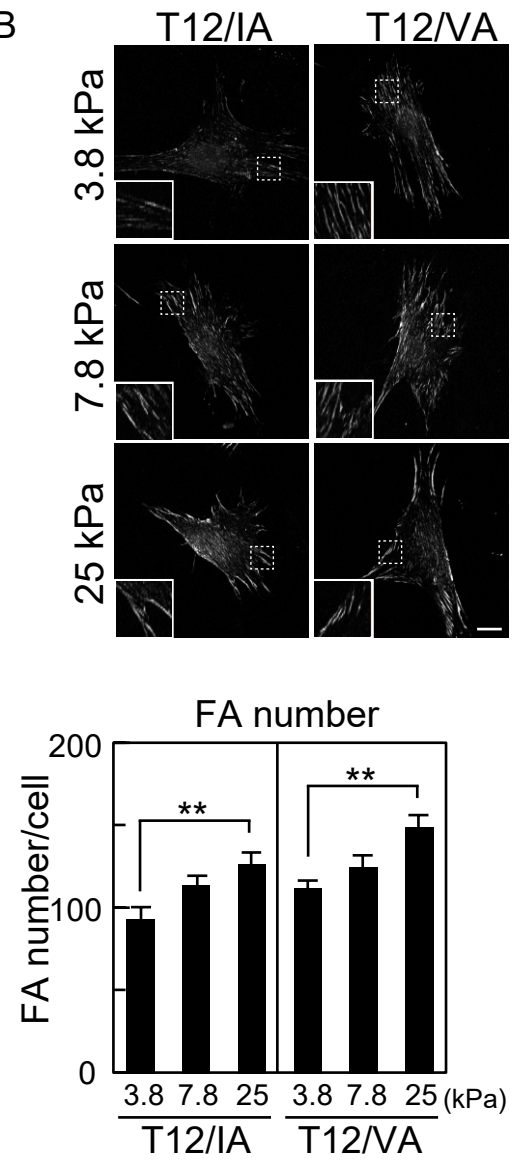 B
T12/IA T12/VA
3.8 kPa
7.8 kPa
25 kPa
FA number
FA number/cell
200
100
0
**
**
3.8 7.8 25 3.8 7.8 25 (kPa)
T12/IA T12/VA